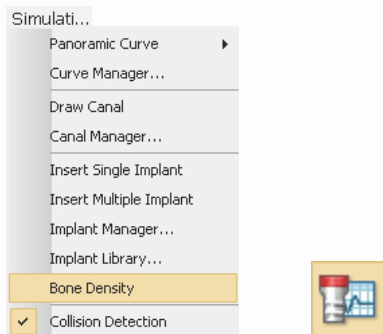 Simulati...
Panoramic Curve
Curve Manager...
Draw Canal
Canal Manager...
Insert Single Implant
Insert Multiple Implant
Implant Manager...
Implant Library...
Bone Density
Collision Detection